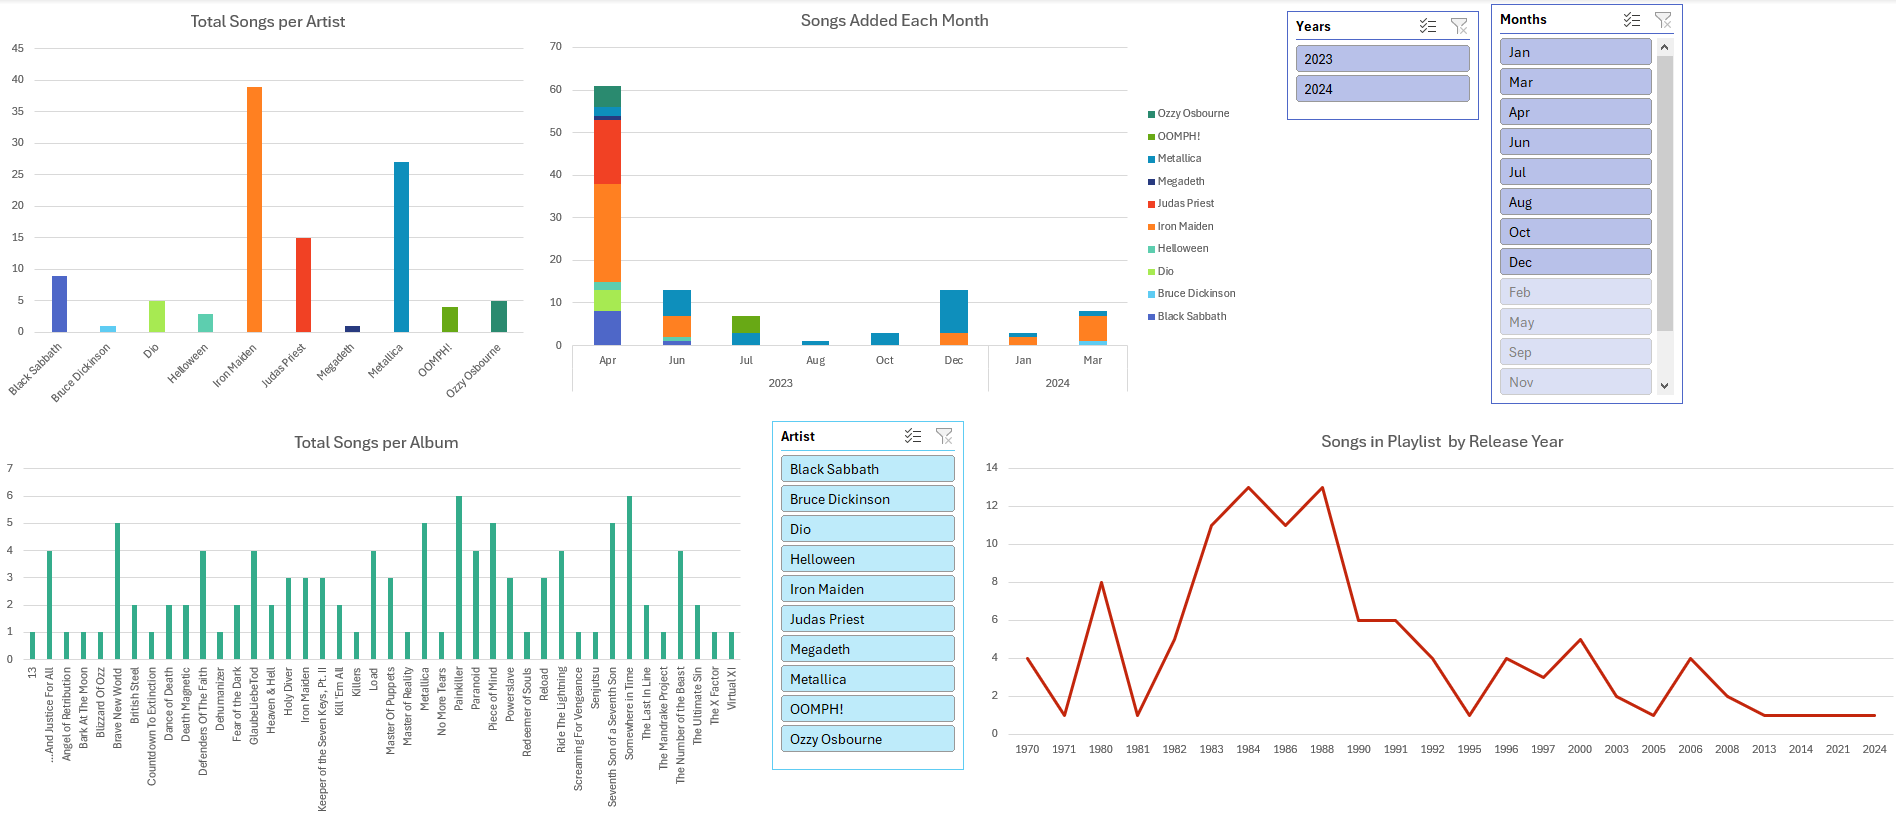 Total Songs per Artist
45
40
35
30
25
20
15
10
5
0
Black Sabbath
Bruce Dickinson
Dio
Helloween
Iron Maiden
Judas Priest
Megadeth
Metallica
OOMPH!
Ozzy Osbourne
Songs Added Each Month
70
60
50
40
30
20
10
0
Apr
Jun
Jul
Aug
Oct
Dec
Jan
Mar
2023
2024
Ozzy Osbourne
OOMPH!
Metallica
Megadeth
Judas Priest
Iron Maiden
Helloween
Dio
Bruce Dickinson
Black Sabbath
Years
2023
2024
Months
Jan
Mar
Apr
Jun
Jul
Aug
Oct
Dec
Feb
May
Sep
Nov
Total Songs per Album
7
6
5
4
3
2
1
0
13
...And Justice For All
Angel of Retribution
Bark At The Moon
Blizzard Of Ozz
Brave New World
British Steel
Countdown To Extinction
Dance of Death
Death Magnetic
Defenders Of The Faith
Dehumanizer
Fear of the Dark
GlaubeLiebeTod
Heaven & Hell
Holy Diver
Iron Maiden
Keeper of the Seven Keys, Pt. II
Kill 'Em All
Killers
Load
Master Of Puppets
Master of Reality
Metallica
No More Tears
Painkiller
Paranoid
Piece of Mind
Powerslave
Redeemer of Souls
Reload
Ride The Lightning
Screaming For Vengeance
Senjutsu
Seventh Son of a Seventh Son
Somewhere in Time
The Last In Line
The Mandrake Project
The Number of the Beast
The Ultimate Sin
The X Factor
Virtual XI
Artist
Black Sabbath
Bruce Dickinson
Dio
Helloween
Iron Maiden
Judas Priest
Megadeth
Metallica
OOMPH!
Ozzy Osbourne
Songs in Playlist by Release Year
14
12
10
8
6
4
2
0
1970
1971
1980
1981
1982
1983
1984
1986
1988
1990
1991
1992
1995
1996
1997
2000
2003
2005
2006
2008
2013
2014
2021
2024